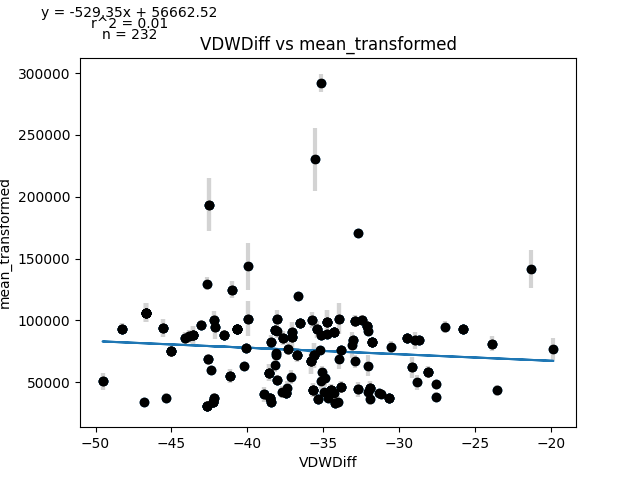 y = -529.35x + 56662.52
r^2 = 0.01
n = 232
VDWDiff vs mean_transformed
300000
250000
200000
150000
100000
50000
mean_transformed
−50
−45
−40
−35
−30
−25
−20
VDWDiff